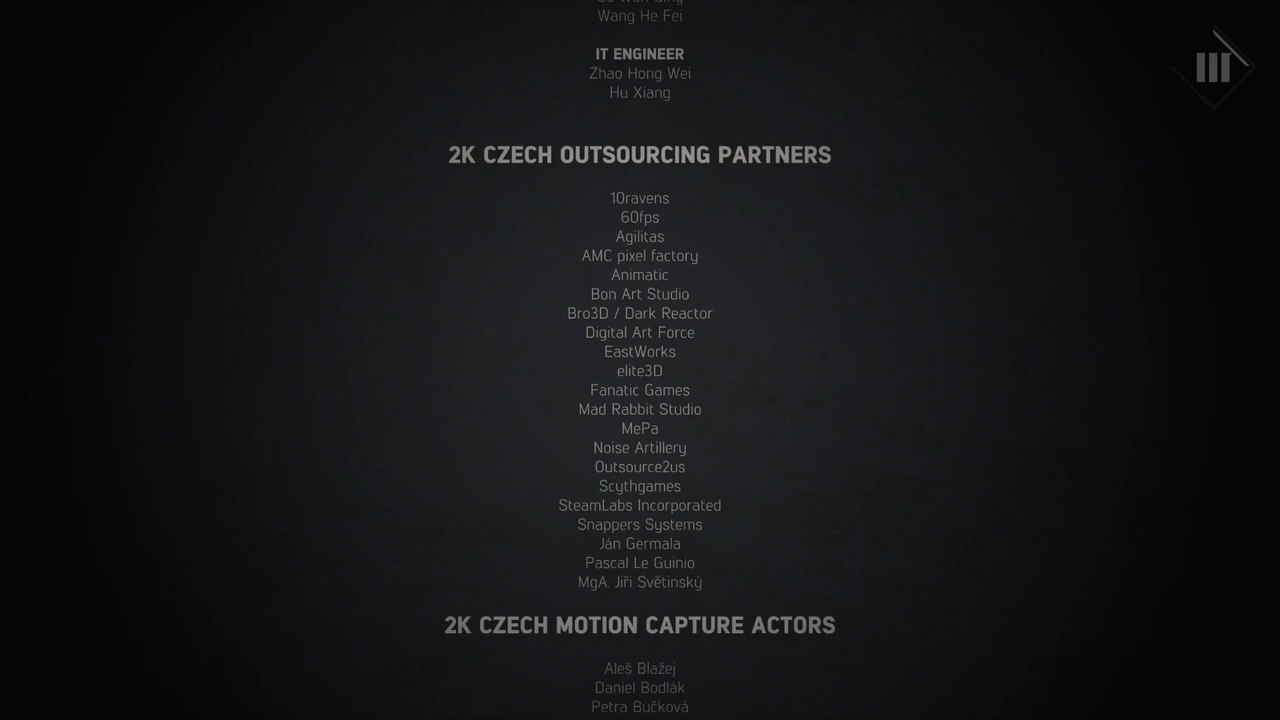 Wang He Fei
IT ENGINEER
Zhao Hong Wei
Hu Xiang
2K CZECH OUTSOURCING PARTNERS
10ravens
60fps
Agilitas
AMC pixel factory
Animatic
Bon Art Studio
Bro3D / Dark Reactor
Digital Art Force
EastWorks
elite3D
Fanatic Games
Mad Rabbit Studio
MePa
Noise Artillery
Outsource2us
Scythgames
SteamLabs Incorporated
Snappers Systems
Ján Germala
Pascal Le Guinio
MgA. Jiří Světinský
2K CZECH MOTION CAPTURE ACTORS
Aleš Blažej
Daniel Bodlák
Petra Bučková